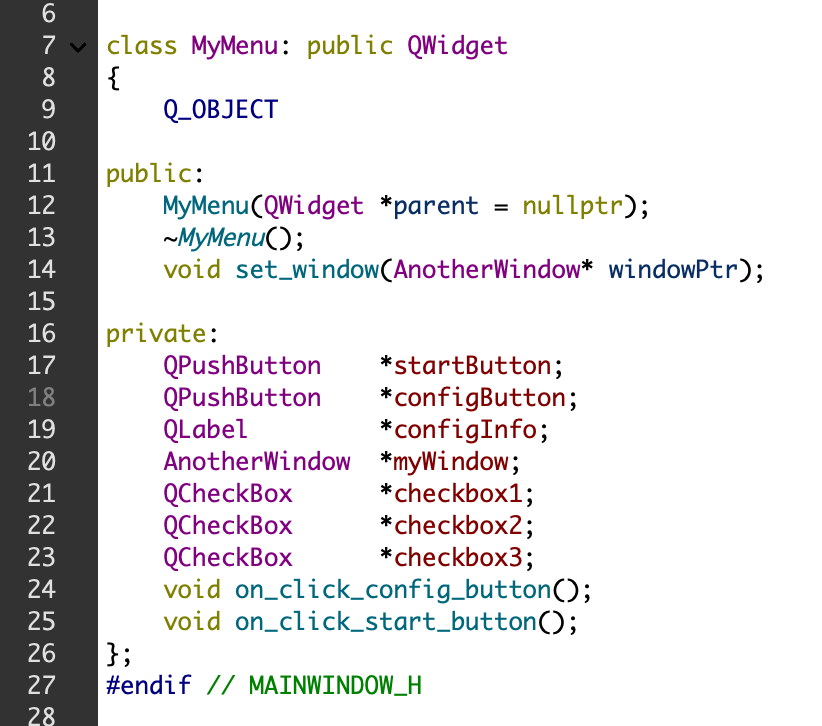 6
7 class MyMenu: public QWidget
8 {
9 Q_OBJECT
10
11 public:
12 MyMenu(QWidget *parent = nullptr);
13 ~MyMenu();
14 void set_window(AnotherWindow* windowPtr);
15
16 private:
17 QPushButton *startButton;
18 QPushButton *configButton;
19 QLabel *configInfo;
20 AnotherWindow *myWindow;
21 QCheckBox *checkbox1;
22 QCheckBox *checkbox2;
23 QCheckBox *checkbox3;
24 void on_click_config_button();
25 void on_click_start_button();
26 };
27 #endif // MAINWINDOW_H
28